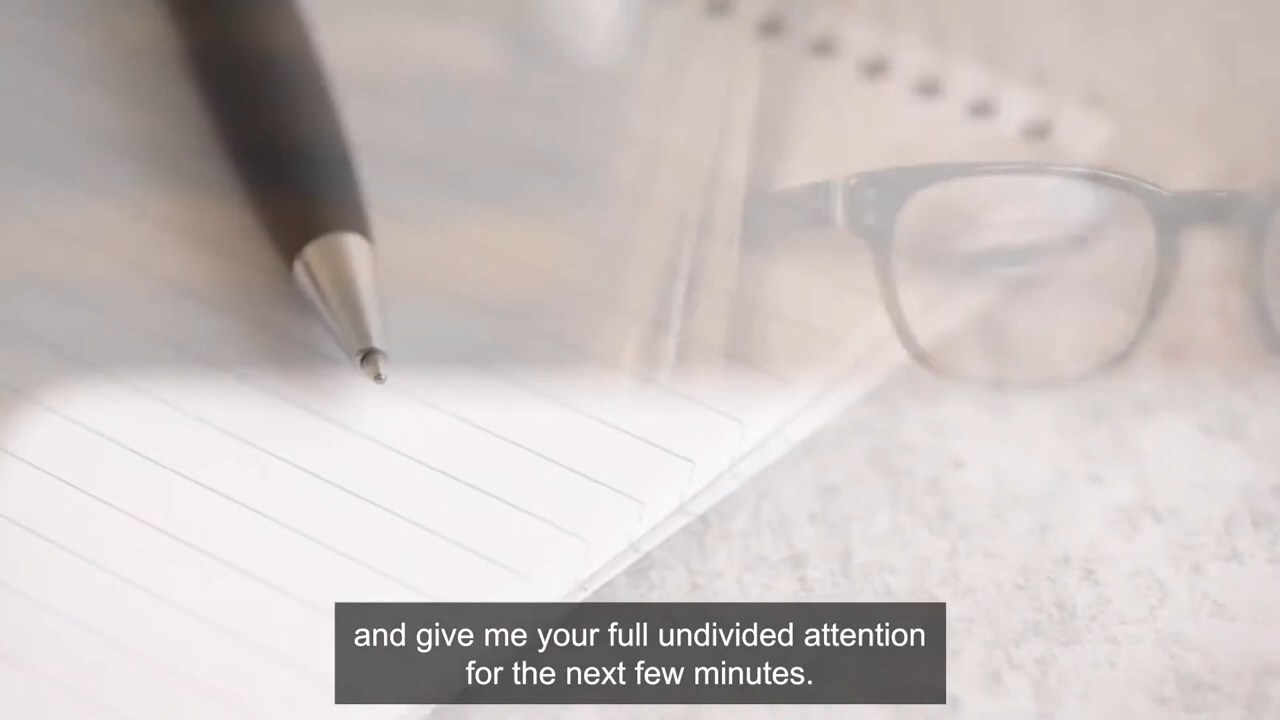 and give me your full undivided attention
for the next few minutes.